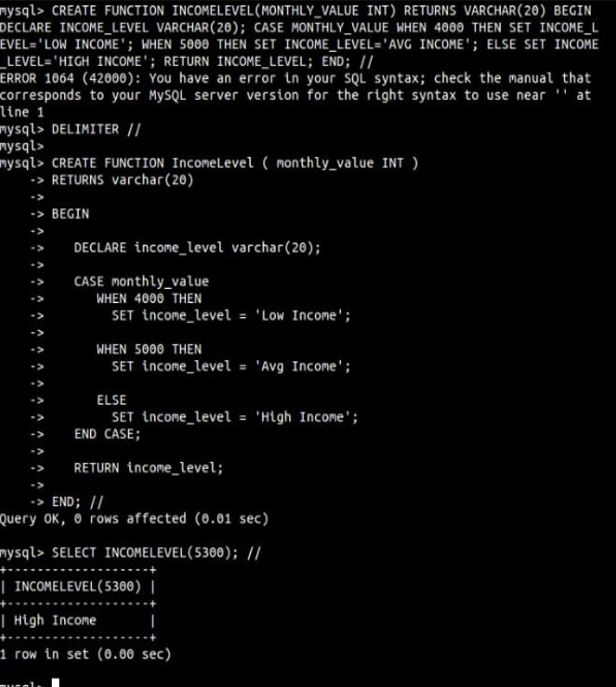 mysql> CREATE FUNCTION INCOMELEVEL(MONTHLY_VALUE INT) RETURNS VARCHAR(20) BEGIN
DECLARE INCOME_LEVEL VARCHAR(20); CASE MONTHLY_VALUE WHEN 4000 THEN SET INCOME_L
EVEL='LOW INCOME'; WHEN 5000 THEN SET INCOME_LEVEL='AVG INCOME'; ELSE SET INCOME
_LEVEL='HIGH INCOME'; RETURN INCOME_LEVEL; END; //
ERROR 1064 (42000): You have an error in your SQL syntax; check the manual that
corresponds to your MySQL server version for the right syntax to use near '' at
line 1
mysql> DELIMITER //
mysql>
mysql> CREATE FUNCTION IncomeLevel ( monthly_value INT )
    -> RETURNS varchar(20)
    ->
    -> BEGIN
    ->
    ->    DECLARE income_level varchar(20);
    ->
    ->    CASE monthly_value
    ->       WHEN 4000 THEN
    ->         SET income_level = 'Low Income';
    ->
    ->       WHEN 5000 THEN
    ->         SET income_level = 'Avg Income';
    ->
    ->       ELSE
    ->         SET income_level = 'High Income';
    ->    END CASE;
    ->
    ->    RETURN income_level;
    ->
    -> END; //
Query OK, 0 rows affected (0.01 sec)
mysql> SELECT INCOMELEVEL(5300); //
+-------------------+
| INCOMELEVEL(5300) |
+-------------------+
| High Income       |
+-------------------+
1 row in set (0.00 sec)
mysql>